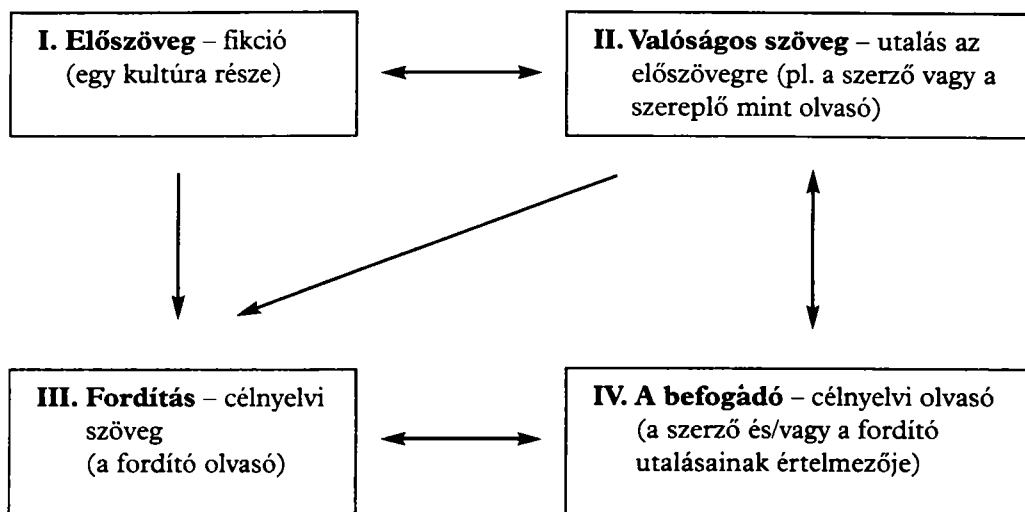 I. Előszöveg – fikció
(egy kultúra része)
II. Valóságos szöveg – utalás az
előszövegre (pl. a szerző vagy a
szereplő mint olvasó)
III. Fordítás – célnyelvi
szöveg
(a fordító olvasó)
IV. A befogadó – célnyelvi olvasó
(a szerző és/vagy a fordító
utalásainak értelmezője)